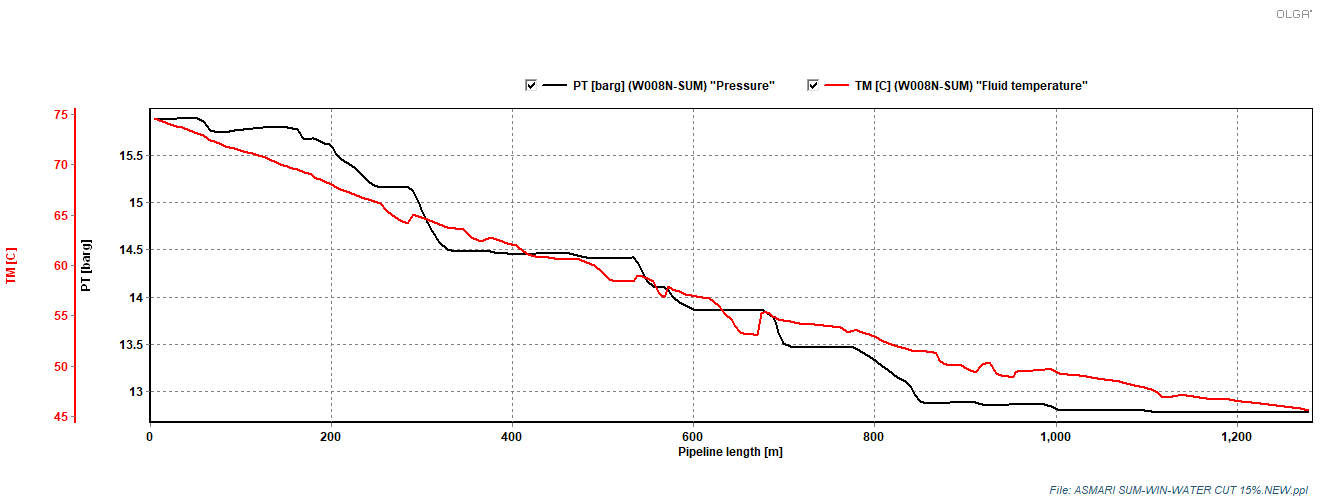 OLGA
PT [barg] (W008N-SUM) "Pressure" TM [C] (W008N-SUM) "Fluid temperature"
75
70
65
60
55
50
45
TM [C]
PT [barg]
15.5
15
14.5
14
13.5
13
0 200 400 600 800 1,000 1,200
Pipeline length [m]
File: ASMARI SUM-WIN-WATER CUT 15%.NEW.ppl